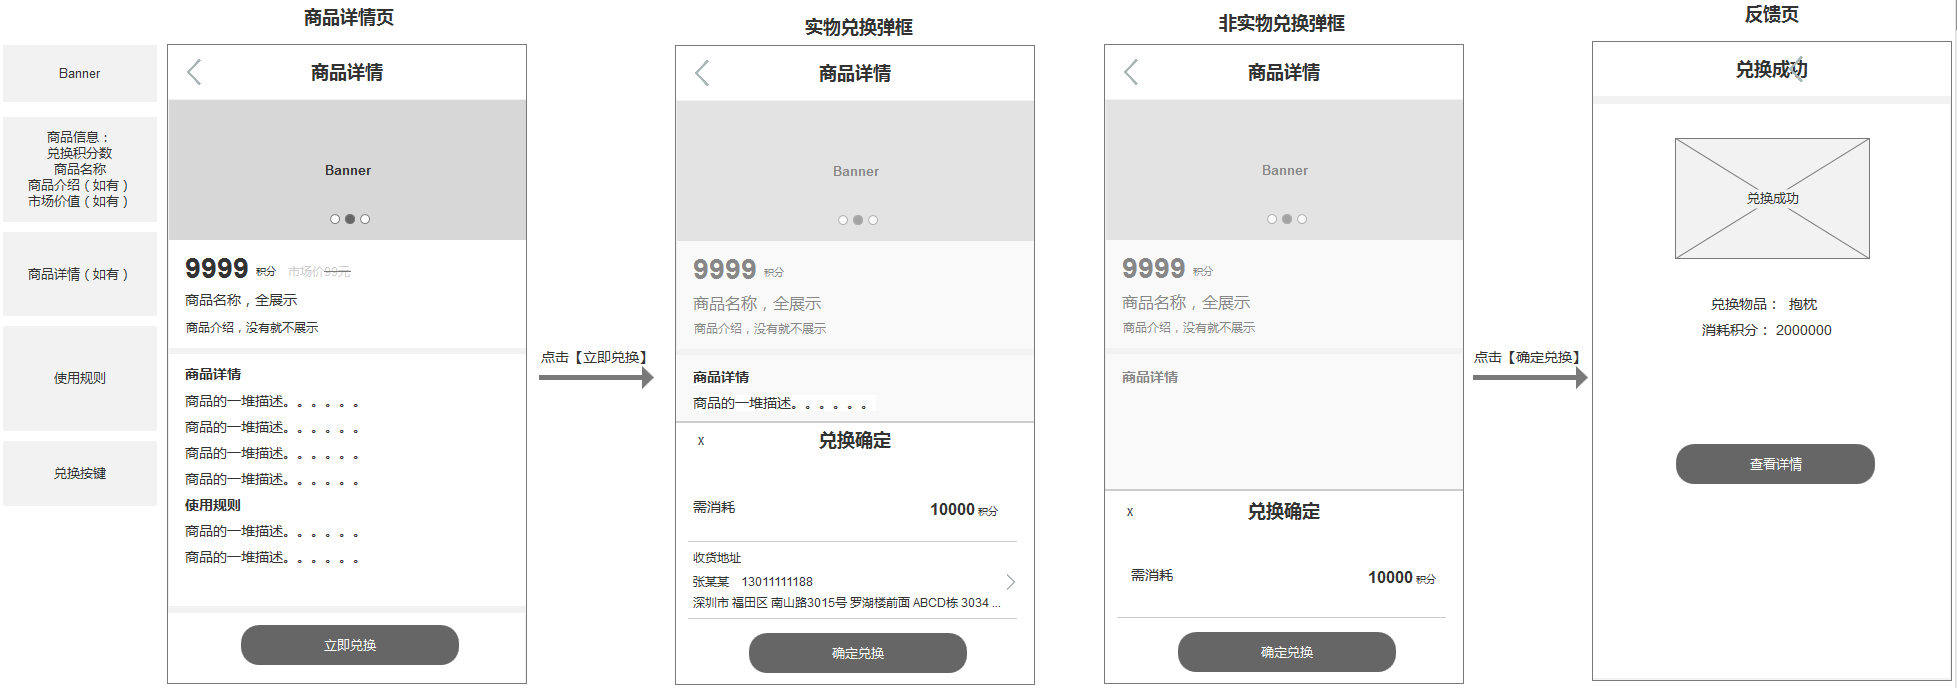 Banner
商品信息：
兑换积分数
商品名称
商品介绍（如有）
市场价值（如有）
商品详情（如有）
使用规则
兑换按键
商品详情页
商品详情
Banner
9999 积分 市场价99元
商品名称，全展示
商品介绍，没有就不展示
商品详情
商品的一堆描述。。。。。。
商品的一堆描述。。。。。。
商品的一堆描述。。。。。。
商品的一堆描述。。。。。。
使用规则
商品的一堆描述。。。。。。
商品的一堆描述。。。。。。
立即兑换
点击【立即兑换】
实物兑换弹框
商品详情
Banner
9999 积分
商品名称，全展示
商品介绍，没有就不展示
商品详情
商品的一堆描述。。。。。。
x 兑换确定
需消耗 10000 积分
收货地址
张某某 13011111188
深圳市 福田区 南山路3015号 罗湖楼前面 ABCD栋 3034 ...
确定兑换
非实物兑换弹框
商品详情
Banner
9999 积分
商品名称，全展示
商品介绍，没有就不展示
商品详情
x 兑换确定
需消耗 10000 积分
确定兑换
点击【确定兑换】
反馈页
兑换成功
兑换成功
兑换物品： 抱枕
消耗积分： 2000000
查看详情